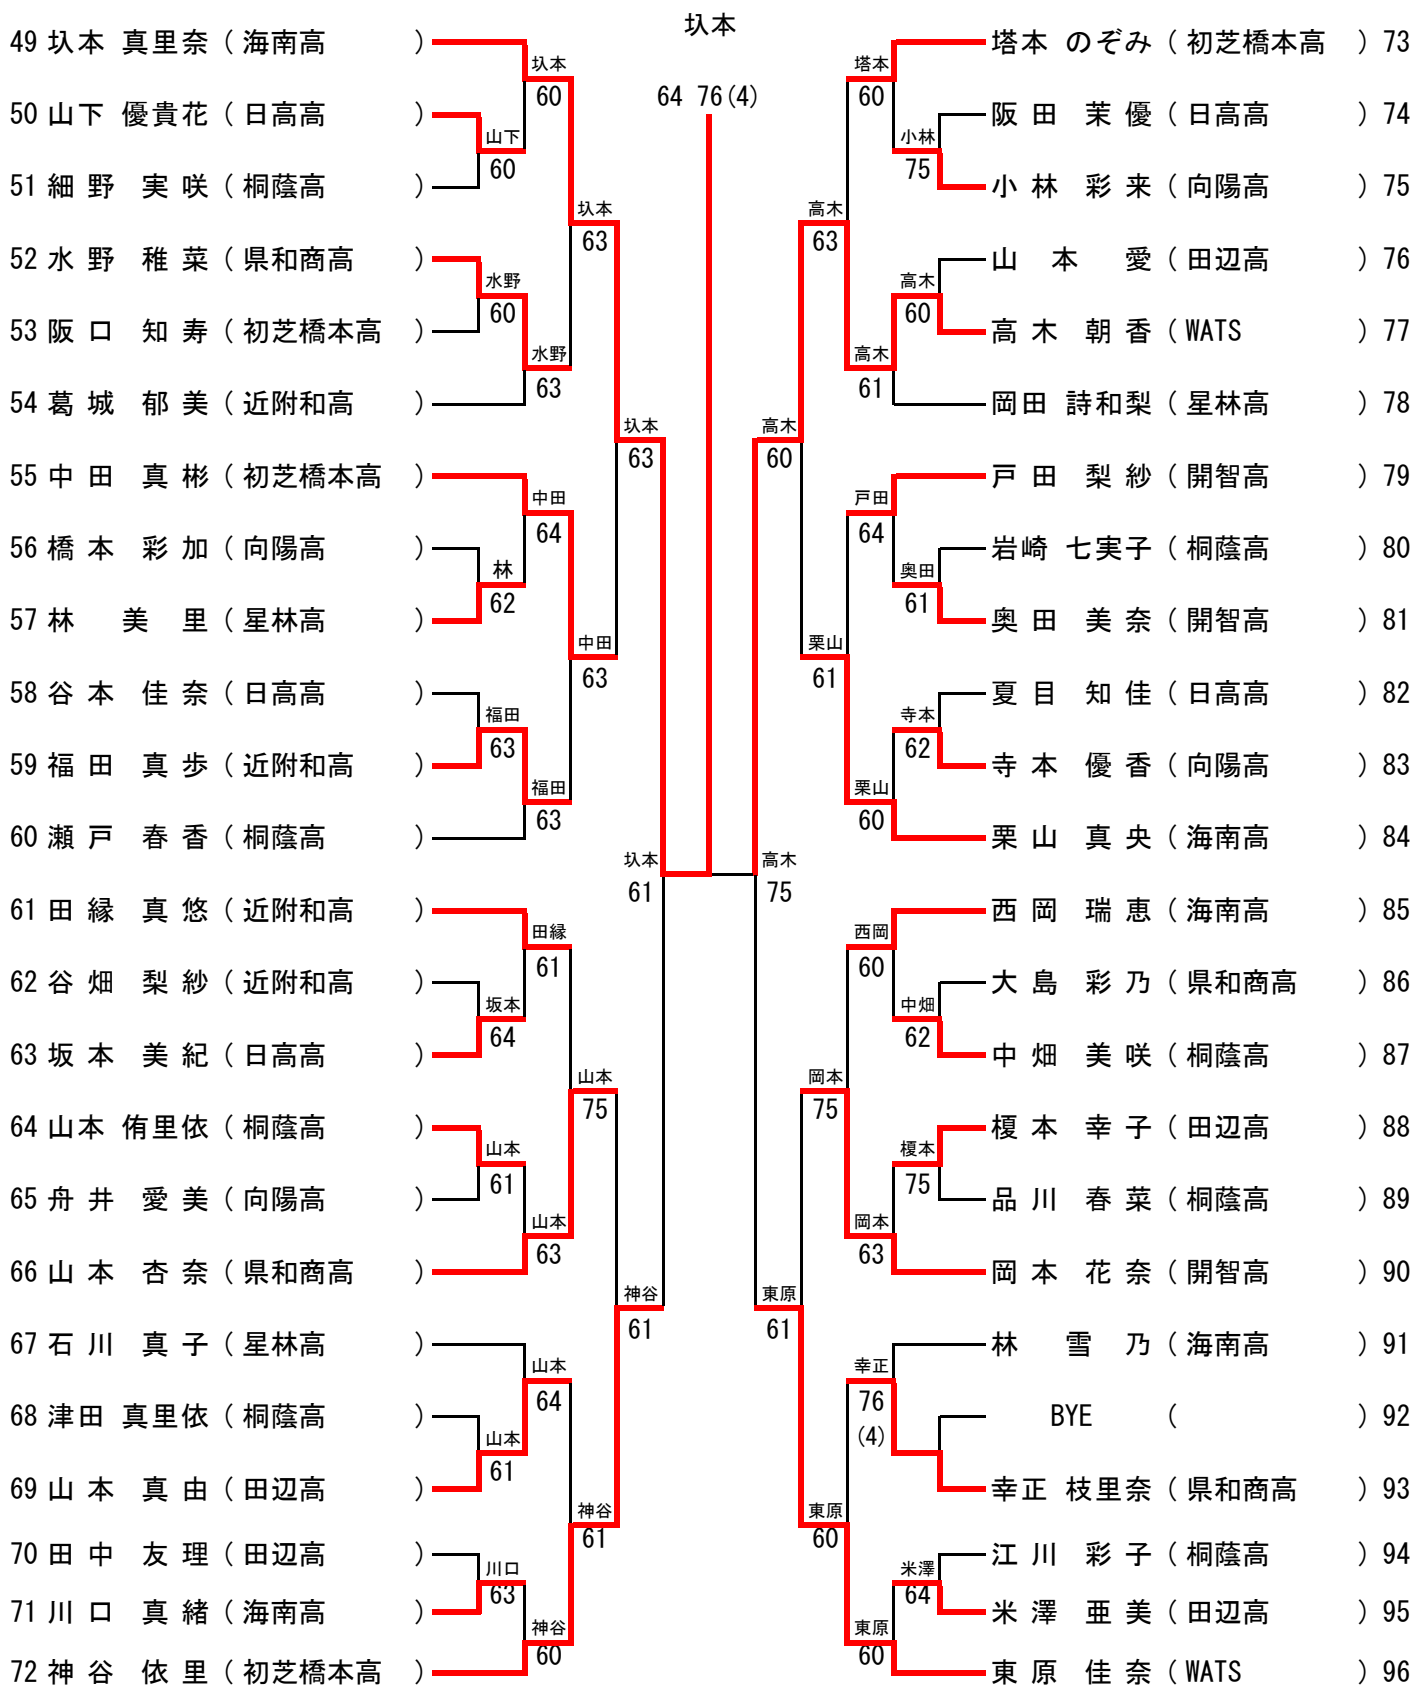 圦本
64 76(4)
49 圦本 真里奈 ( 海南高 )
圦本
60
50 山下 優貴花 ( 日高高 )
山下
60
51 細野 実咲 ( 桐蔭高 )
圦本
63
52 水野 稚菜 ( 県和商高 )
水野
60
53 阪口 知寿 ( 初芝橋本高 )
水野
63
54 葛城 郁美 ( 近附和高 )
圦本
63
55 中田 真彬 ( 初芝橋本高 )
中田
64
56 橋本 彩加 ( 向陽高 )
林
62
57 林 美里 ( 星林高 )
中田
63
58 谷本 佳奈 ( 日高高 )
福田
63
59 福田 真歩 ( 近附和高 )
福田
63
60 瀬戸 春香 ( 桐蔭高 )
圦本
61
61 田縁 真悠 ( 近附和高 )
田縁
61
62 谷畑 梨紗 ( 近附和高 )
坂本
64
63 坂本 美紀 ( 日高高 )
山本
75
64 山本 侑里依 ( 桐蔭高 )
山本
61
65 舟井 愛美 ( 向陽高 )
山本
63
66 山本 杏奈 ( 県和商高 )
神谷
61
67 石川 真子 ( 星林高 )
山本
64
68 津田 真里依 ( 桐蔭高 )
山本
61
69 山本 真由 ( 田辺高 )
神谷
61
70 田中 友理 ( 田辺高 )
川口
63
71 川口 真緒 ( 海南高 )
神谷
60
72 神谷 依里 ( 初芝橋本高 )
塔本 のぞみ ( 初芝橋本高 ) 73
塔本
60
阪田 茉優 ( 日高高 ) 74
小林
75
小林 彩来 ( 向陽高 ) 75
高木
63
山本 愛 ( 田辺高 ) 76
高木
60
高木 朝香 ( WATS ) 77
高木
61
岡田 詩和梨 ( 星林高 ) 78
高木
60
戸田 梨紗 ( 開智高 ) 79
戸田
64
岩崎 七実子 ( 桐蔭高 ) 80
奥田
61
奥田 美奈 ( 開智高 ) 81
栗山
61
夏目 知佳 ( 日高高 ) 82
寺本
62
寺本 優香 ( 向陽高 ) 83
栗山
60
栗山 真央 ( 海南高 ) 84
高木
75
西岡 瑞恵 ( 海南高 ) 85
西岡
60
大島 彩乃 ( 県和商高 ) 86
中畑
62
中畑 美咲 ( 桐蔭高 ) 87
岡本
75
榎本 幸子 ( 田辺高 ) 88
榎本
75
品川 春菜 ( 桐蔭高 ) 89
岡本
63
岡本 花奈 ( 開智高 ) 90
東原
61
林 雪乃 ( 海南高 ) 91
幸正
76
(4)
BYE ( ) 92
幸正 枝里奈 ( 県和商高 ) 93
東原
60
江川 彩子 ( 桐蔭高 ) 94
米澤
64
米澤 亜美 ( 田辺高 ) 95
東原
60
東原 佳奈 ( WATS ) 96